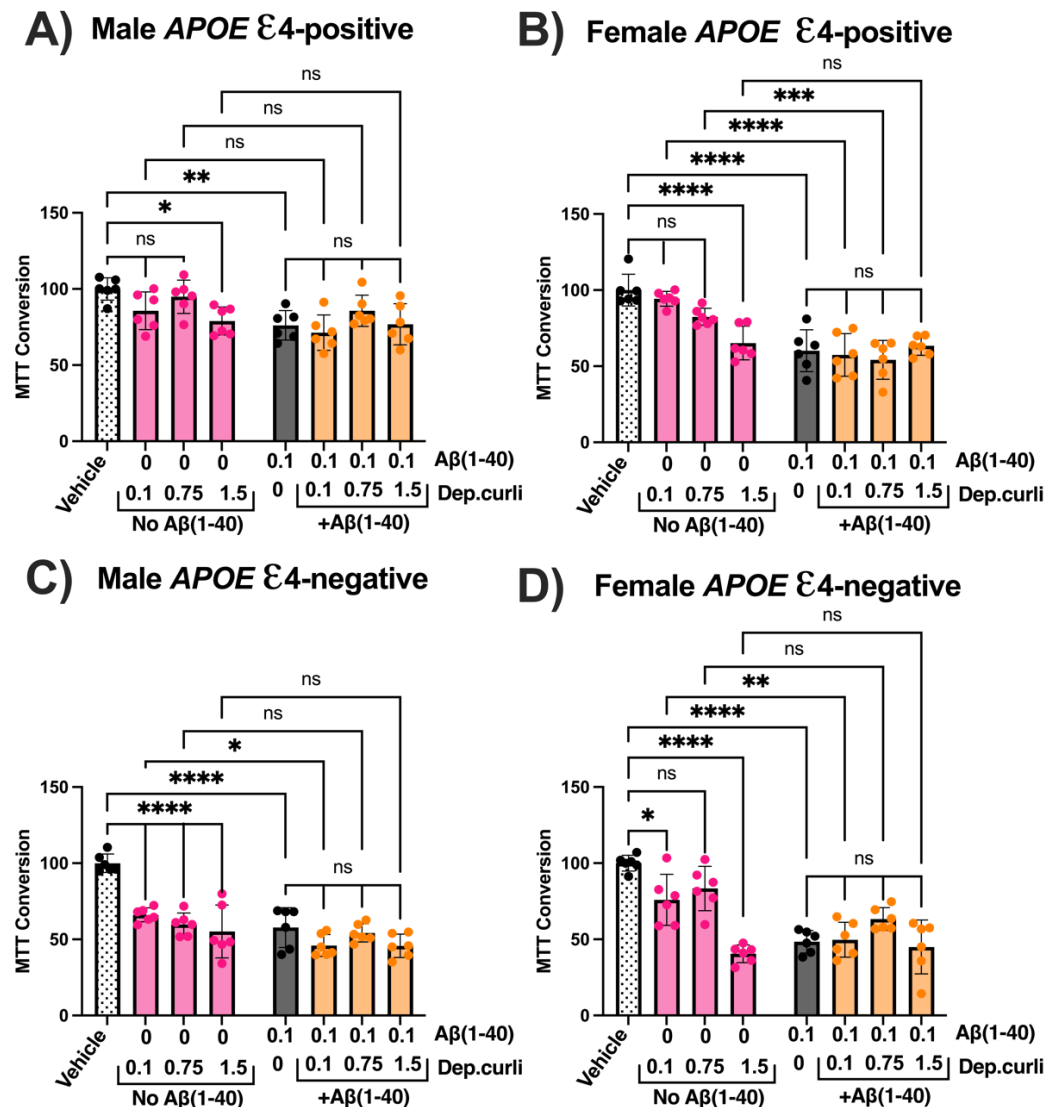 A) Male APOE ε4-positive
ns
ns
ns
**
*
ns
ns
MTT Conversion
150
100
50
0
Vehicle
0 0 0 0.1 0.1 0.1 0.1 Aβ(1-40)
0.1 0.75 1.5 0 0.1 0.75 1.5 Dep.curli
No Aβ(1-40) +Aβ(1-40)
B) Female APOE ε4-positive
ns
***
****
****
****
ns
ns
MTT Conversion
150
100
50
0
Vehicle
0 0 0 0.1 0.1 0.1 0.1
0.1 0.75 1.5 0 0.1 0.75 1.5
No Aβ(1-40) +Aβ(1-40)
C) Male APOE ε4-negative
ns
ns
*
****
****
ns
MTT Conversion
150
100
50
0
Vehicle
0 0 0 0.1 0.1 0.1 0.1 Aβ(1-40)
0.1 0.75 1.5 0 0.1 0.75 1.5 Dep.curli
No Aβ(1-40) +Aβ(1-40)
D) Female APOE ε4-negative
ns
ns
**
****
****
ns
*
ns
MTT Conversion
150
100
50
0
Vehicle
0 0 0 0.1 0.1 0.1 0.1
0.1 0.75 1.5 0 0.1 0.75 1.5
No Aβ(1-40) +Aβ(1-40)